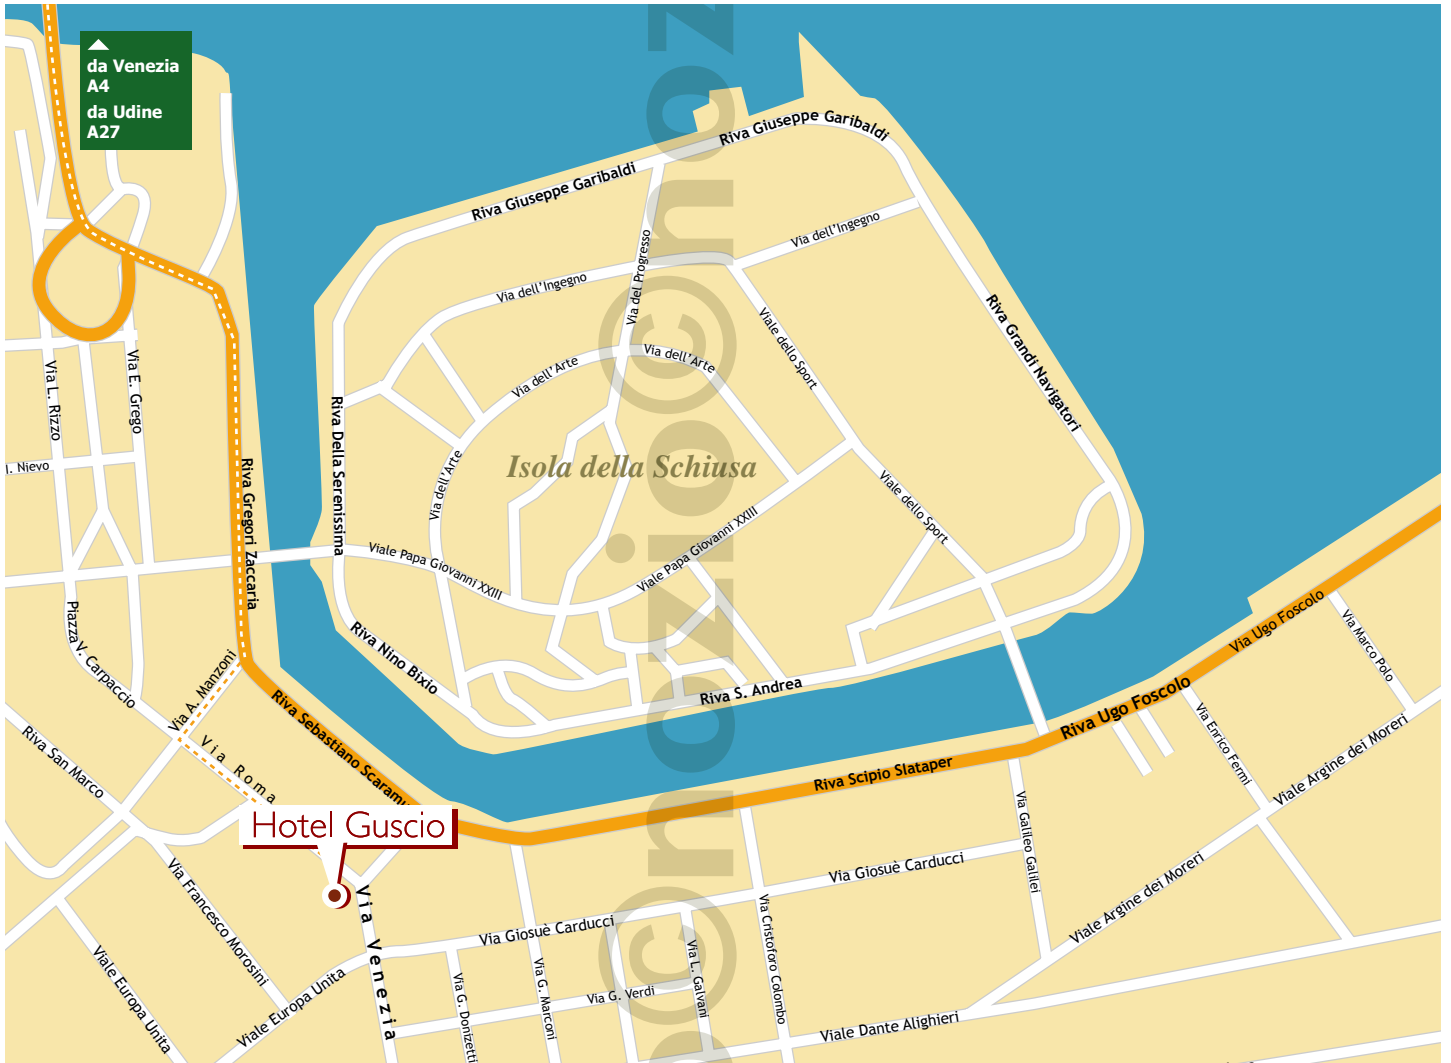 da Venezia
A4
da Udine
A27
Riva Giuseppe Garibaldi
Riva Giuseppe Garibaldi
Via dell'Ingegno
Via dell'Ingegno
Via del Progresso
Riva Grandi Navigatori
Viale dello Sport
Via dell'Arte
Via dell'Arte
Via L. Rizzo
Via E. Grego
Riva Della Serenissima
Via dell'Arte
I. Nievo
Isola della Schiusa
Riva Gregori Zaccaria
Viale dello Sport
Viale Papa Giovanni XXIII
Viale Papa Giovanni XXIII
Piazza V. Carpaccio
Riva Nino Bixio
Via Ugo Foscolo
Via Marco Polo
Via A. Manzoni
Riva S. Andrea
Riva Ugo Foscolo
Riva San Marco
Via Roma
Riva Sebastiano Scaramu
Via Enrico Fermi
Viale Argine dei Moreri
Riva Scipio Slataper
Hotel Guscio
Via Galileo Galilei
Via Giosuè Carducci
Via Francesco Morosini
Via Venezia
Via Giosuè Carducci
Via Cristoforo Colombo
Viale Argine dei Moreri
Viale Europa Unita
Viale Europa Unita
Via G. Donizetti
Via G. Marconi
Via G. Verdi
Via L. Galvani
Viale Dante Alighieri